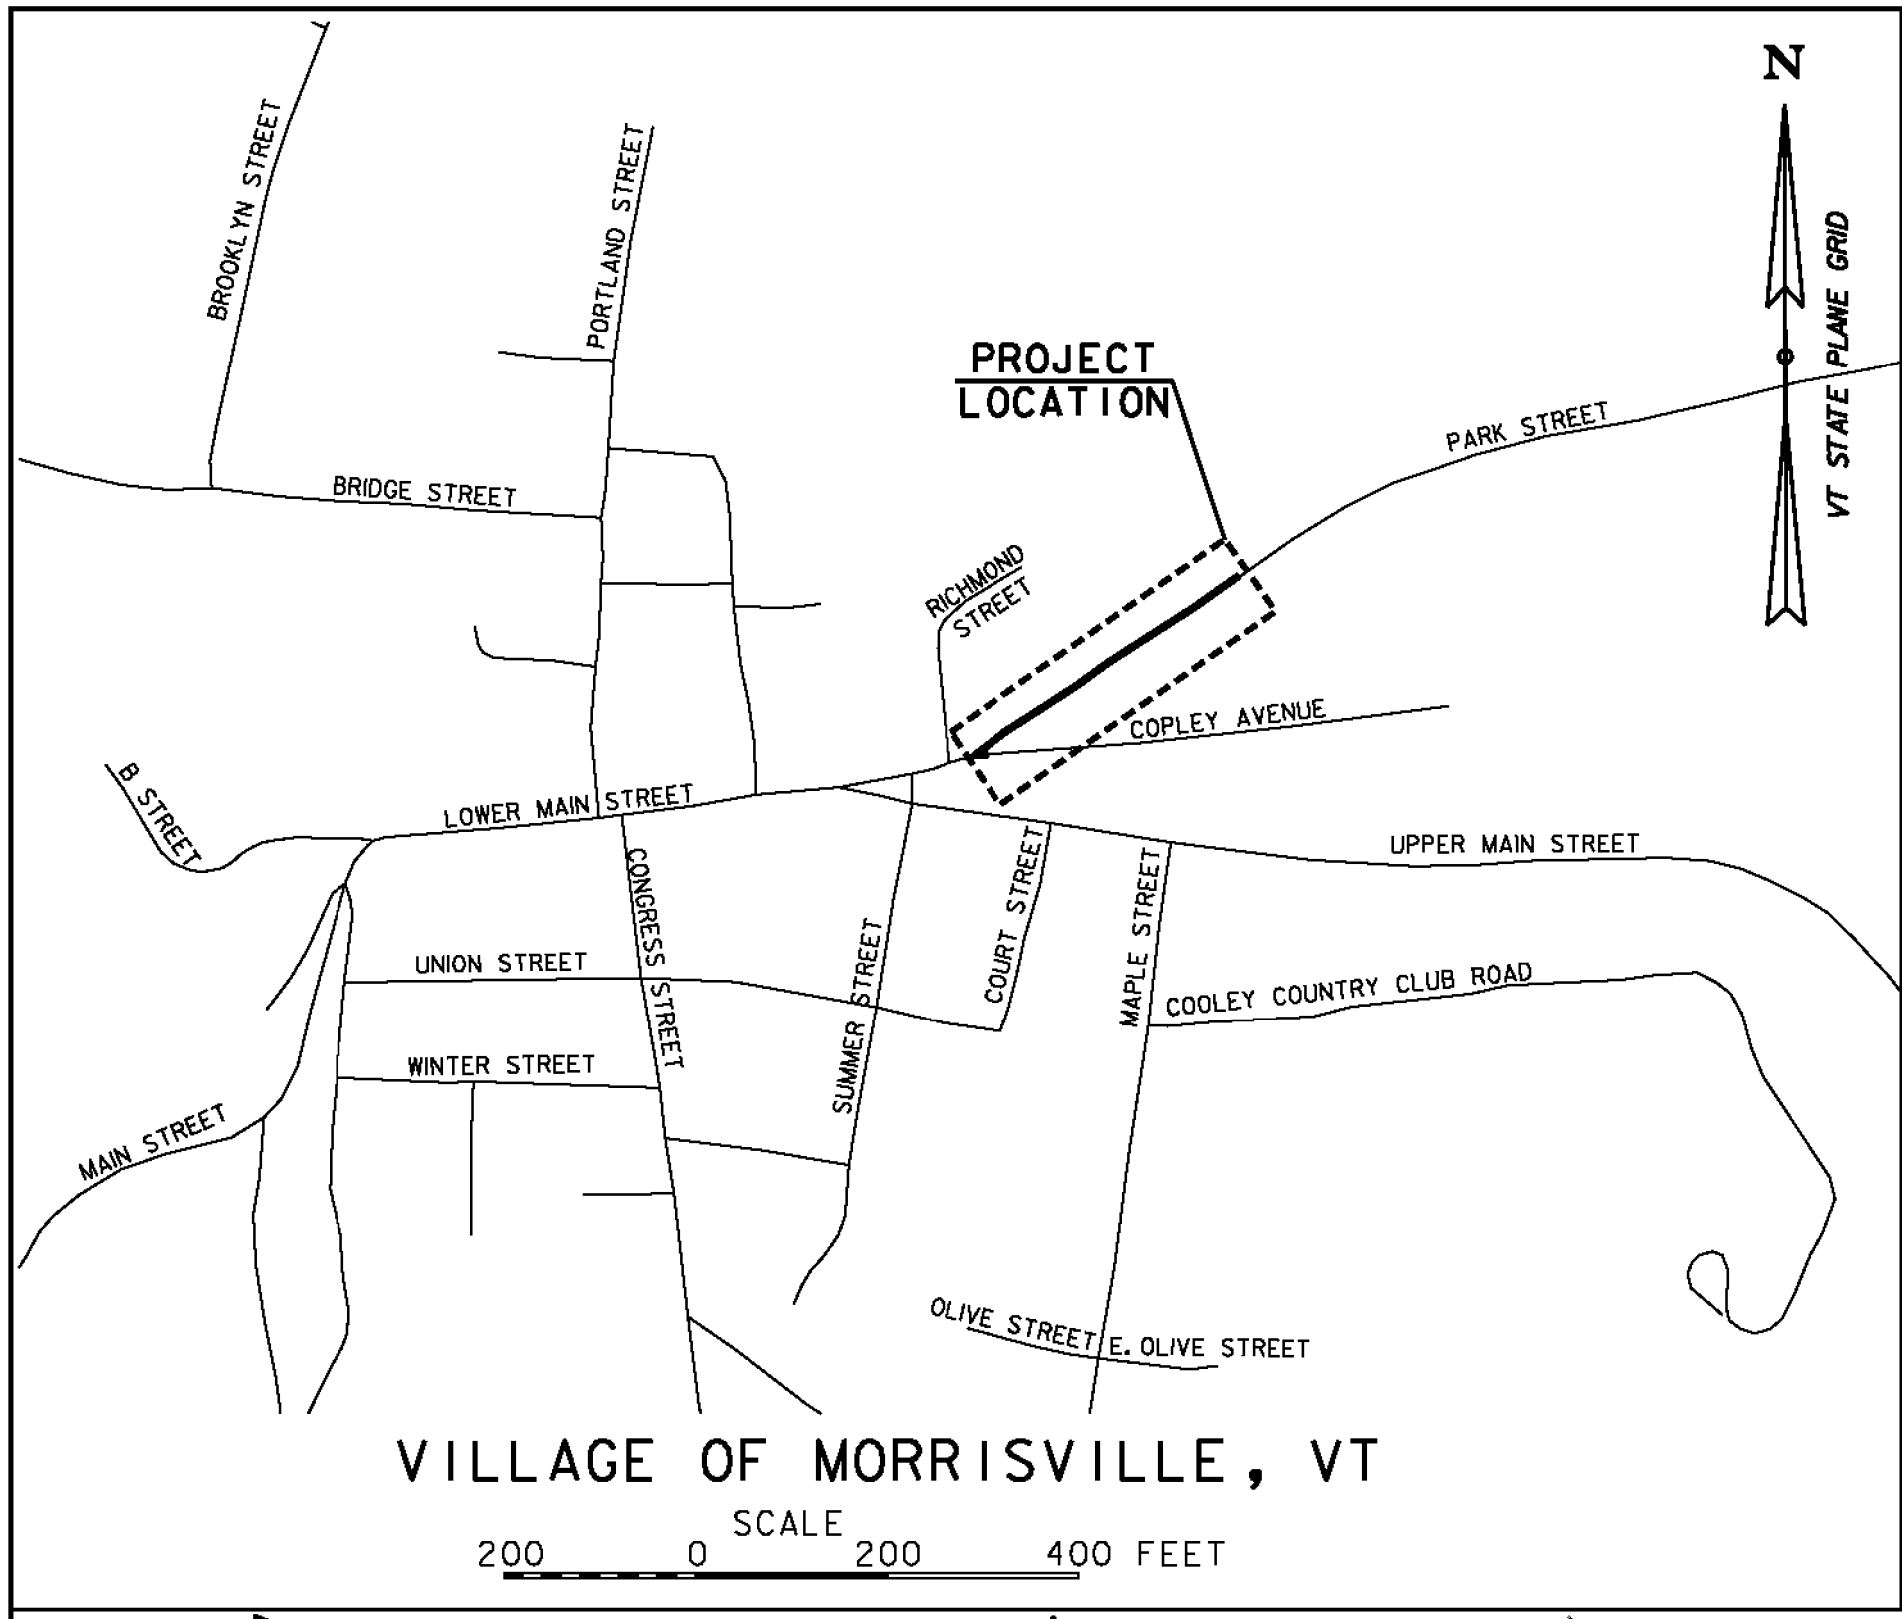 N
BROOKLYN STREET
PORTLAND STREET
VT STATE PLANE GRID
PROJECT
LOCATION
PARK STREET
BRIDGE STREET
RICHMOND
STREET
COPLEY AVENUE
B STREET
LOWER MAIN STREET
UPPER MAIN STREET
CONGRESS STREET
COURT STREET
MAPLE STREET
SUMMER STREET
UNION STREET
COOLEY COUNTRY CLUB ROAD
WINTER STREET
MAIN STREET
OLIVE STREET
E. OLIVE STREET
VILLAGE OF MORRISVILLE, VT
SCALE
200 0 200 400 FEET